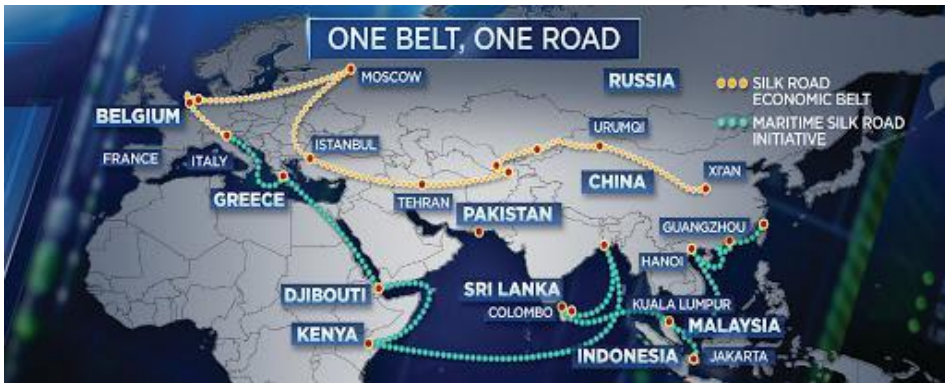 ONE BELT, ONE ROAD
MOSCOW
RUSSIA
SILK ROAD
ECONOMIC BELT
MARITIME SILK ROAD
INITIATIVE
BELGIUM
FRANCE
ITALY
ISTANBUL
URUMQI
XI'AN
GREECE
TEHRAN
CHINA
PAKISTAN
GUANGZHOU
HANOI
DJIBOUTI
SRI LANKA
COLOMBO
KUALA LUMPUR
KENYA
MALAYSIA
INDONESIA
JAKARTA